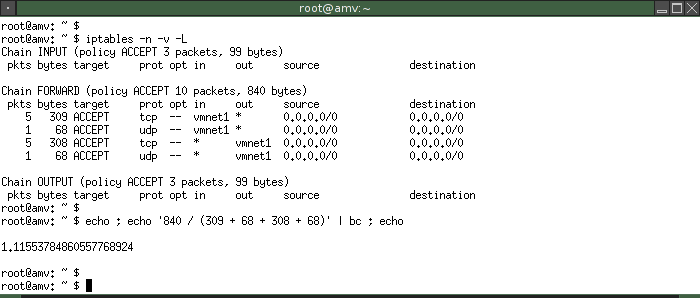 root@amv:~
root@amv: ~ $
root@amv: ~ $ iptables -n -v -L
Chain INPUT (policy ACCEPT 3 packets, 99 bytes)
pkts bytes target prot opt in out source destination
Chain FORWARD (policy ACCEPT 10 packets, 840 bytes)
pkts bytes target prot opt in out source destination
5 309 ACCEPT tcp -- vmnet1 * 0.0.0.0/0 0.0.0.0/0
1 68 ACCEPT udp -- vmnet1 * 0.0.0.0/0 0.0.0.0/0
5 308 ACCEPT tcp -- * vmnet1 0.0.0.0/0 0.0.0.0/0
1 68 ACCEPT udp -- * vmnet1 0.0.0.0/0 0.0.0.0/0
Chain OUTPUT (policy ACCEPT 3 packets, 99 bytes)
pkts bytes target prot opt in out source destination
root@amv: ~ $
root@amv: ~ $ echo ; echo '840 / (309 + 68 + 308 + 68)' | bc ; echo
1.11553784860557768924
root@amv: ~ $
root@amv: ~ $